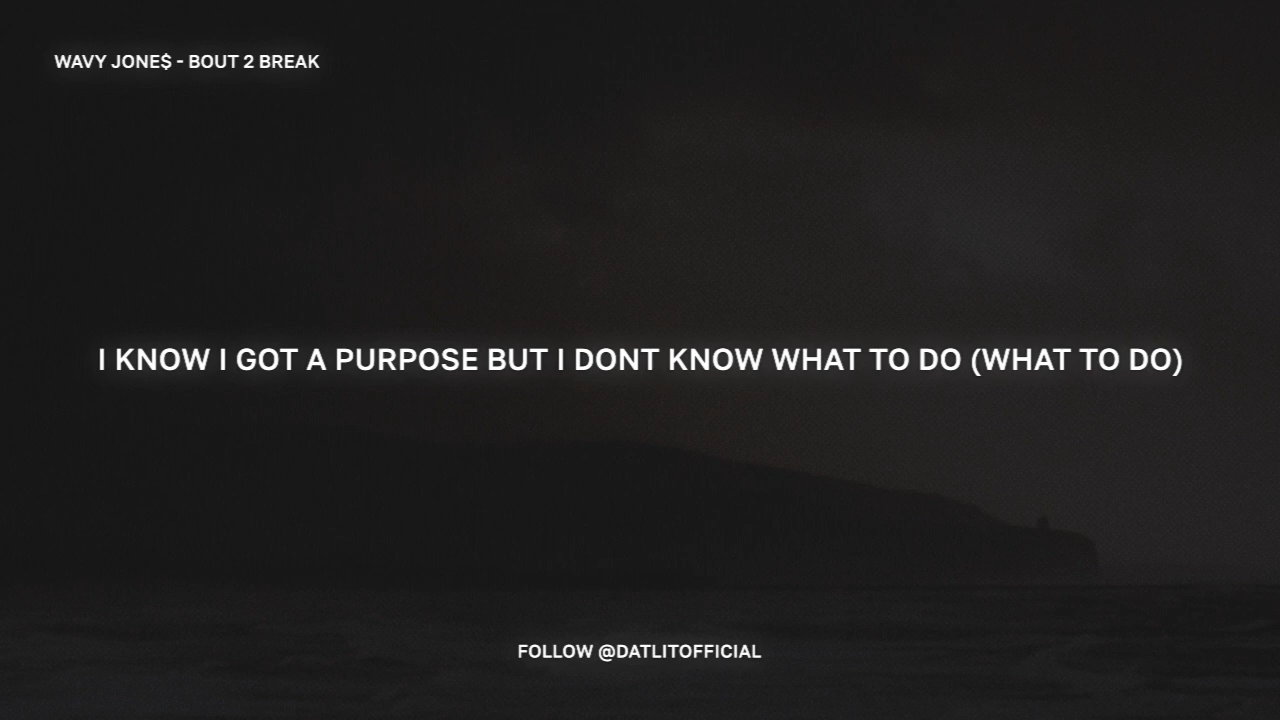 WAVY JONE$ - BOUT 2 BREAK
I KNOW I GOT A PURPOSE BUT I DONT KNOW WHAT TO DO (WHAT TO DO)
FOLLOW @DATLITOFFICIAL